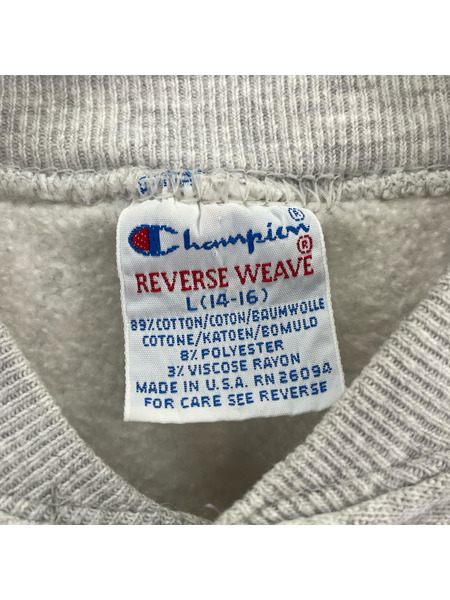 Champion®
REVERSE WEAVE®
L(14-16)
89%COTTON/COTON/BAUMWOLLE
COTONE/KATOEN/BOMULD
8% POLYESTER
3% VISCOSE RAYON
MADE IN U.S.A. RN 26094
FOR CARE SEE REVERSE